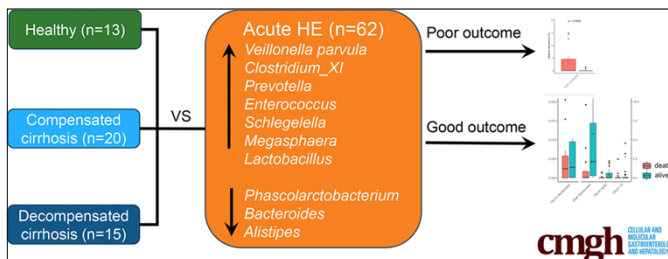 Healthy (n=13)
Compensated
cirrhosis (n=20)
Decompensated
cirrhosis (n=15)
VS
Acute HE (n=62)
Veillonella parvula
Clostridium_XI
Prevotella
Enterococcus
Schlegelella
Megasphaera
Lactobacillus
Phascolarctobacterium
Bacteroides
Alistipes
Poor outcome
Good outcome
death
alive
cmgh
CELLULAR AND
MOLECULAR
GASTROENTEROLOGY
AND HEPATOLOGY